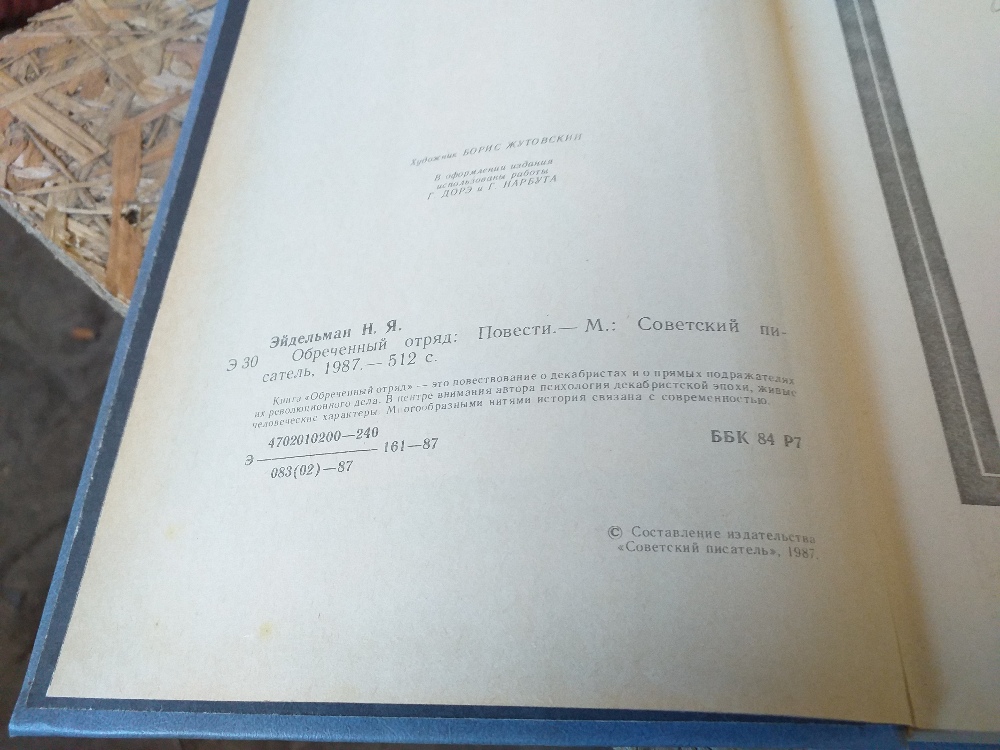 Художник БОРИС ЖУТОВСКИЙ
В оформлении издания
использованы работы
Г. ДОРЭ и Г. НАРБУТА
Эйдельман Н. Я.
Э 30 Обреченный отряд: Повести.— М.: Советский пи-
сатель, 1987. — 512 с.
Книга «Обреченный отряд» — это повествование о декабристах и о прямых подражателях
их революционного дела. В центре внимания автора психология декабристской эпохи, живые
человеческие характеры. Многообразными нитями история связана с современностью.
4702010200—240
Э ——— 161—87
083(02)—87
ББК 84 Р7
© Составление издательства
«Советский писатель», 1987.